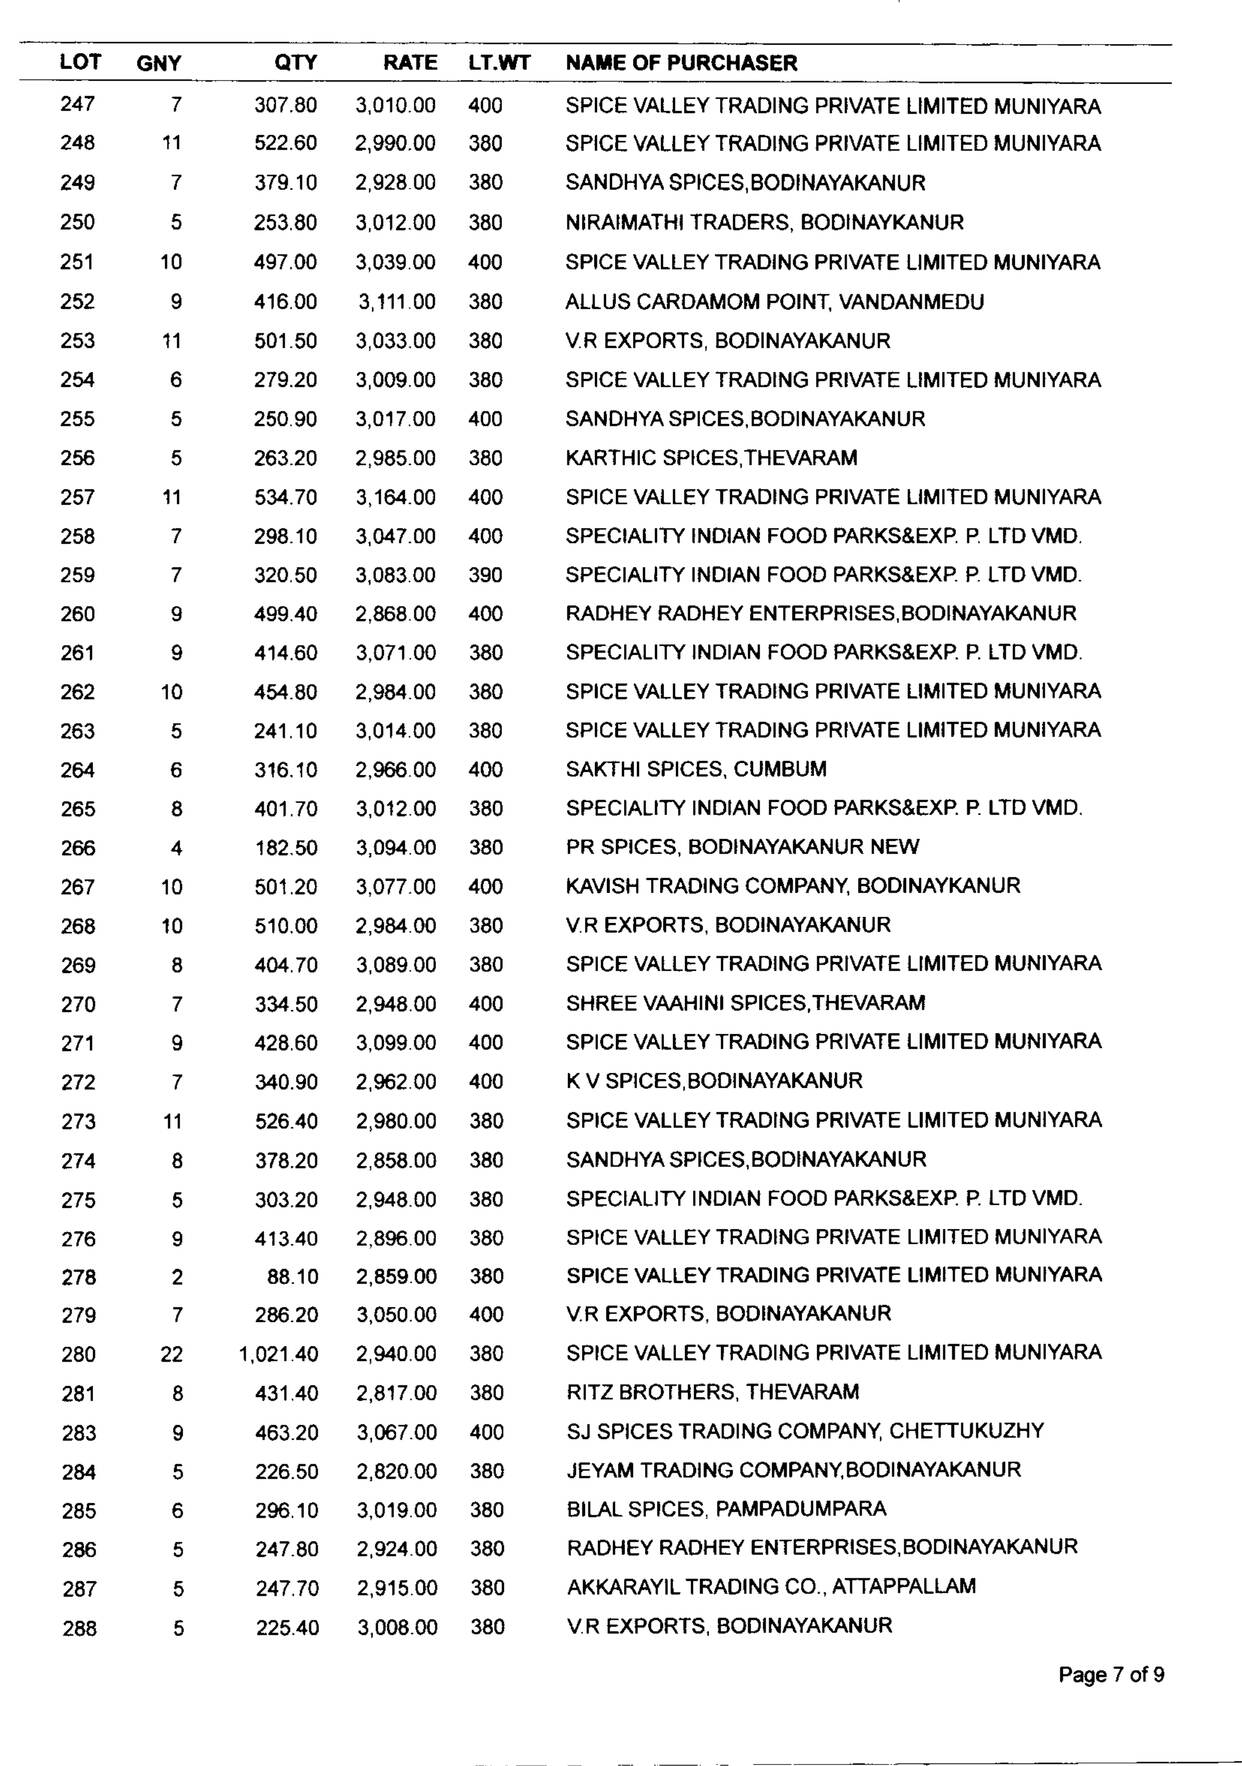 LOT GNY QTY RATE LT.WT NAME OF PURCHASER
247 7 307.80 3,010.00 400 SPICE VALLEY TRADING PRIVATE LIMITED MUNIYARA
248 11 522.60 2,990.00 380 SPICE VALLEY TRADING PRIVATE LIMITED MUNIYARA
249 7 379.10 2,928.00 380 SANDHYA SPICES,BODINAYAKANUR
250 5 253.80 3,012.00 380 NIRAIMATHI TRADERS, BODINAYKANUR
251 10 497.00 3,039.00 400 SPICE VALLEY TRADING PRIVATE LIMITED MUNIYARA
252 9 416.00 3,111.00 380 ALLUS CARDAMOM POINT, VANDANMEDU
253 11 501.50 3,033.00 380 V.R EXPORTS, BODINAYAKANUR
254 6 279.20 3,009.00 380 SPICE VALLEY TRADING PRIVATE LIMITED MUNIYARA
255 5 250.90 3,017.00 400 SANDHYA SPICES,BODINAYAKANUR
256 5 263.20 2,985.00 380 KARTHIC SPICES,THEVARAM
257 11 534.70 3,164.00 400 SPICE VALLEY TRADING PRIVATE LIMITED MUNIYARA
258 7 298.10 3,047.00 400 SPECIALITY INDIAN FOOD PARKS&EXP. P. LTD VMD.
259 7 320.50 3,083.00 390 SPECIALITY INDIAN FOOD PARKS&EXP. P. LTD VMD.
260 9 499.40 2,868.00 400 RADHEY RADHEY ENTERPRISES,BODINAYAKANUR
261 9 414.60 3,071.00 380 SPECIALITY INDIAN FOOD PARKS&EXP. P. LTD VMD.
262 10 454.80 2,984.00 380 SPICE VALLEY TRADING PRIVATE LIMITED MUNIYARA
263 5 241.10 3,014.00 380 SPICE VALLEY TRADING PRIVATE LIMITED MUNIYARA
264 6 316.10 2,966.00 400 SAKTHI SPICES, CUMBUM
265 8 401.70 3,012.00 380 SPECIALITY INDIAN FOOD PARKS&EXP. P. LTD VMD.
266 4 182.50 3,094.00 380 PR SPICES, BODINAYAKANUR NEW
267 10 501.20 3,077.00 400 KAVISH TRADING COMPANY, BODINAYKANUR
268 10 510.00 2,984.00 380 V.R EXPORTS, BODINAYAKANUR
269 8 404.70 3,089.00 380 SPICE VALLEY TRADING PRIVATE LIMITED MUNIYARA
270 7 334.50 2,948.00 400 SHREE VAAHINI SPICES,THEVARAM
271 9 428.60 3,099.00 400 SPICE VALLEY TRADING PRIVATE LIMITED MUNIYARA
272 7 340.90 2,962.00 400 K V SPICES,BODINAYAKANUR
273 11 526.40 2,980.00 380 SPICE VALLEY TRADING PRIVATE LIMITED MUNIYARA
274 8 378.20 2,858.00 380 SANDHYA SPICES,BODINAYAKANUR
275 5 303.20 2,948.00 380 SPECIALITY INDIAN FOOD PARKS&EXP. P. LTD VMD.
276 9 413.40 2,896.00 380 SPICE VALLEY TRADING PRIVATE LIMITED MUNIYARA
278 2 88.10 2,859.00 380 SPICE VALLEY TRADING PRIVATE LIMITED MUNIYARA
279 7 286.20 3,050.00 400 V.R EXPORTS, BODINAYAKANUR
280 22 1,021.40 2,940.00 380 SPICE VALLEY TRADING PRIVATE LIMITED MUNIYARA
281 8 431.40 2,817.00 380 RITZ BROTHERS, THEVARAM
283 9 463.20 3,067.00 400 SJ SPICES TRADING COMPANY, CHETTUKUZHY
284 5 226.50 2,820.00 380 JEYAM TRADING COMPANY,BODINAYAKANUR
285 6 296.10 3,019.00 380 BILAL SPICES, PAMPADUMPARA
286 5 247.80 2,924.00 380 RADHEY RADHEY ENTERPRISES,BODINAYAKANUR
287 5 247.70 2,915.00 380 AKKARAYIL TRADING CO., ATTAPPALLAM
288 5 225.40 3,008.00 380 V.R EXPORTS, BODINAYAKANUR
Page 7 of 9